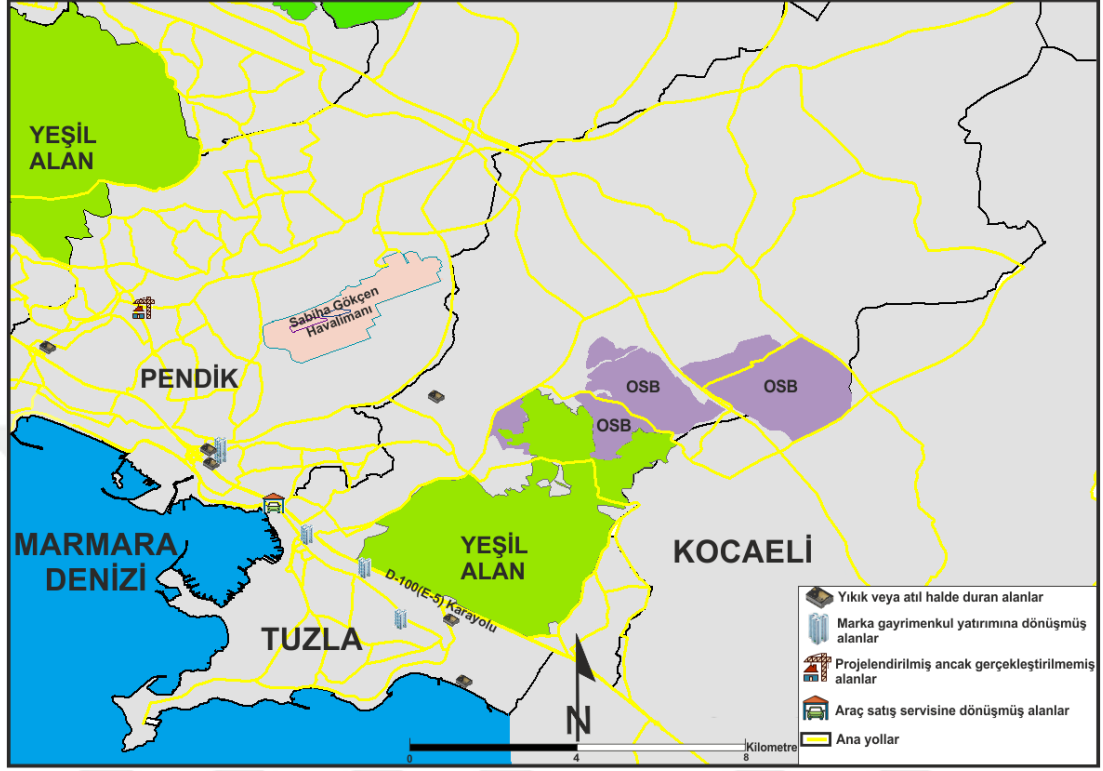 YEŞİL
ALAN
Sabiha Gökçen
Havalimanı
PENDİK
OSB
OSB
OSB
MARMARA
DENİZİ
YEŞİL
ALAN
KOCAELİ
D-100(E-5) Karayolu
TUZLA
N
Kilometre
0
4
8
Yıkık veya atıl halde duran alanlar
Marka gayrimenkul yatırımına dönüşmüş
alanlar
Projelendirilmiş ancak gerçekleştirilmemiş
alanlar
Araç satış servisine dönüşmüş alanlar
Ana yollar